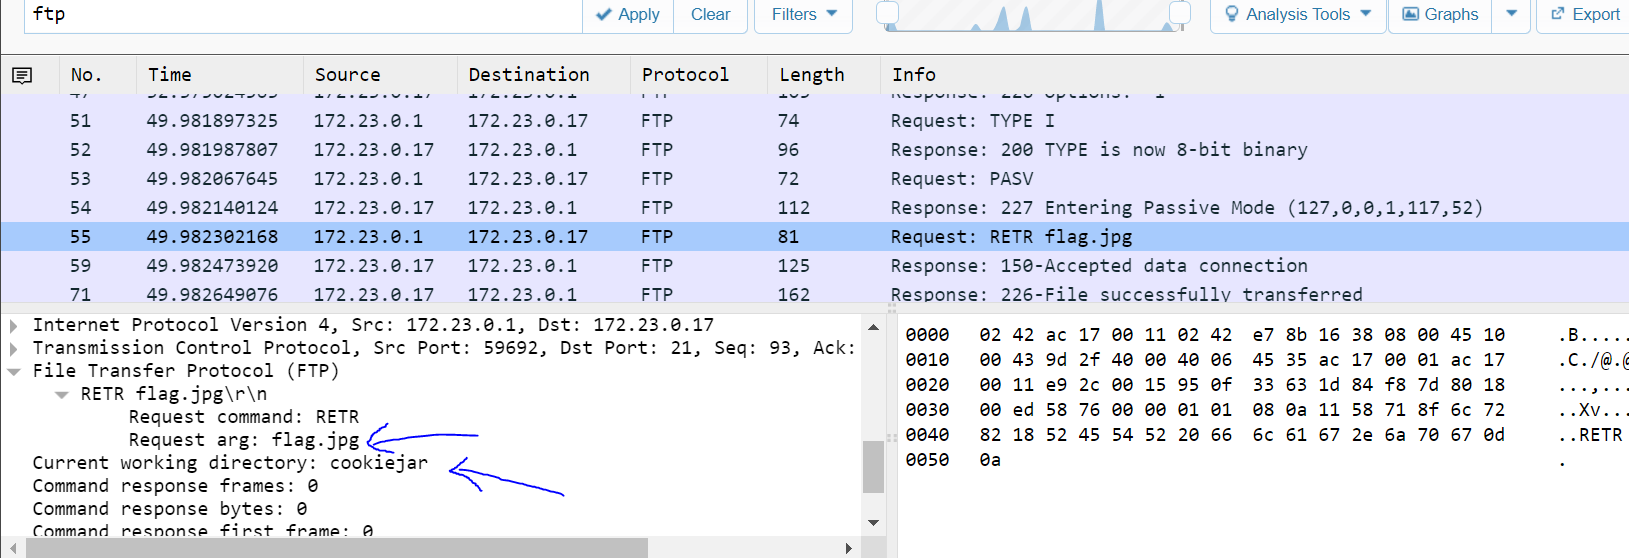 ftp Apply Clear Filters Analysis Tools Graphs Export
No. Time Source Destination Protocol Length Info
51 49.981897325 172.23.0.1 172.23.0.17 FTP 74 Request: TYPE I
52 49.981987807 172.23.0.17 172.23.0.1 FTP 96 Response: 200 TYPE is now 8-bit binary
53 49.982067645 172.23.0.1 172.23.0.17 FTP 72 Request: PASV
54 49.982140124 172.23.0.17 172.23.0.1 FTP 112 Response: 227 Entering Passive Mode (127,0,0,1,117,52)
55 49.982302168 172.23.0.1 172.23.0.17 FTP 81 Request: RETR flag.jpg
59 49.982473920 172.23.0.17 172.23.0.1 FTP 125 Response: 150-Accepted data connection
71 49.982649076 172.23.0.17 172.23.0.1 FTP 162 Response: 226-File successfully transferred
Internet Protocol Version 4, Src: 172.23.0.1, Dst: 172.23.0.17
Transmission Control Protocol, Src Port: 59692, Dst Port: 21, Seq: 93, Ack:
File Transfer Protocol (FTP)
RETR flag.jpg\r\n
Request command: RETR
Request arg: flag.jpg
Current working directory: cookiejar
Command response frames: 0
Command response bytes: 0
Command response first frame: 0
0000 02 42 ac 17 00 11 02 42 e7 8b 16 38 08 00 45 10 .B.....
0010 00 43 9d 2f 40 00 40 06 45 35 ac 17 00 01 ac 17 .C./@.@
0020 00 11 e9 2c 00 15 95 0f 33 63 1d 84 f8 7d 80 18 ...,...
0030 00 ed 58 76 00 00 01 01 08 0a 11 58 71 8f 6c 72 ..Xv...
0040 82 18 52 45 54 52 20 66 6c 61 67 2e 6a 70 67 0d ..RETR
0050 0a .